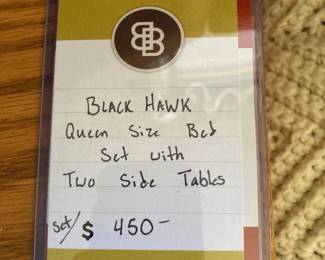 BLACK HAWK
Queen Size Bed
Set with
Two Side Tables
Set/$ 450-